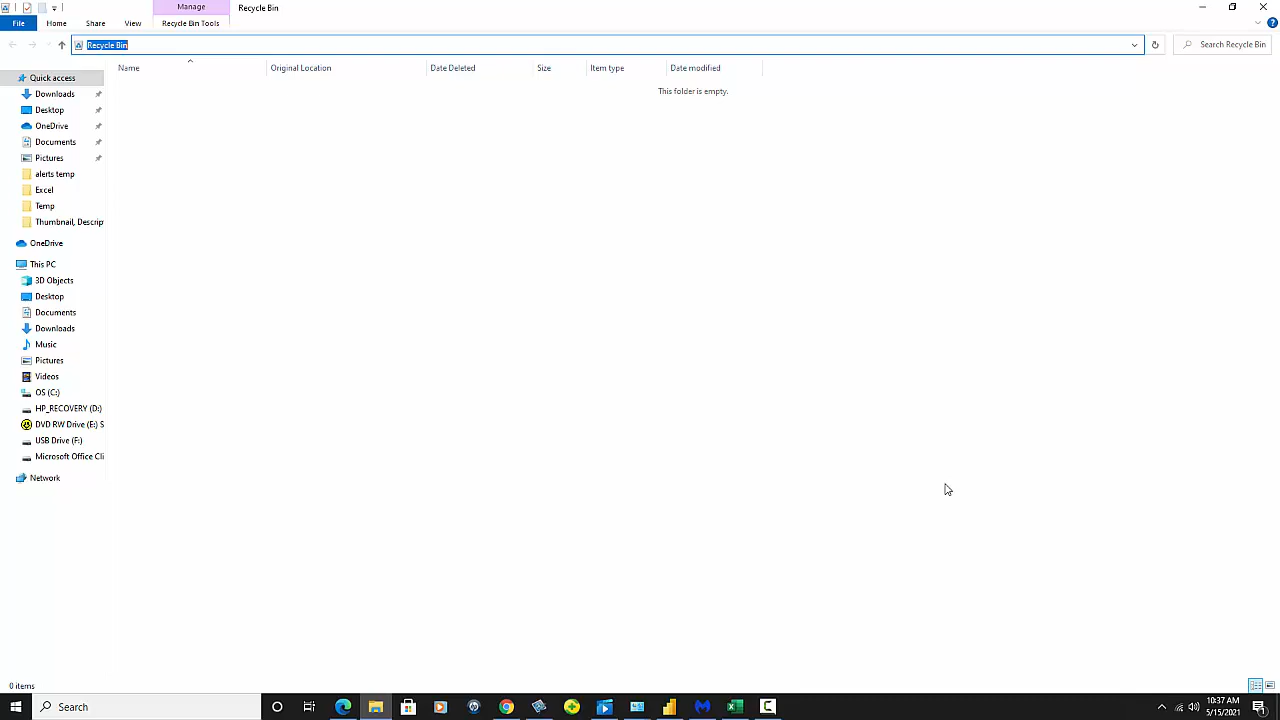 Manage
Recycle Bin
File
Home
Share
View
Recycle Bin Tools
Recycle Bin
Search Recycle Bin
Name
Original Location
Date Deleted
Size
Item type
Date modified
This folder is empty.
Quick access
Downloads
Desktop
OneDrive
Documents
Pictures
alerts temp
Excel
Temp
Thumbnail, Descrip
OneDrive
This PC
3D Objects
Desktop
Documents
Downloads
Music
Pictures
Videos
OS (C:)
HP_RECOVERY (D:)
DVD RW Drive (E:) S
USB Drive (F:)
Microsoft Office Cli
Network
0 items
Search
10:37 AM
5/15/2021